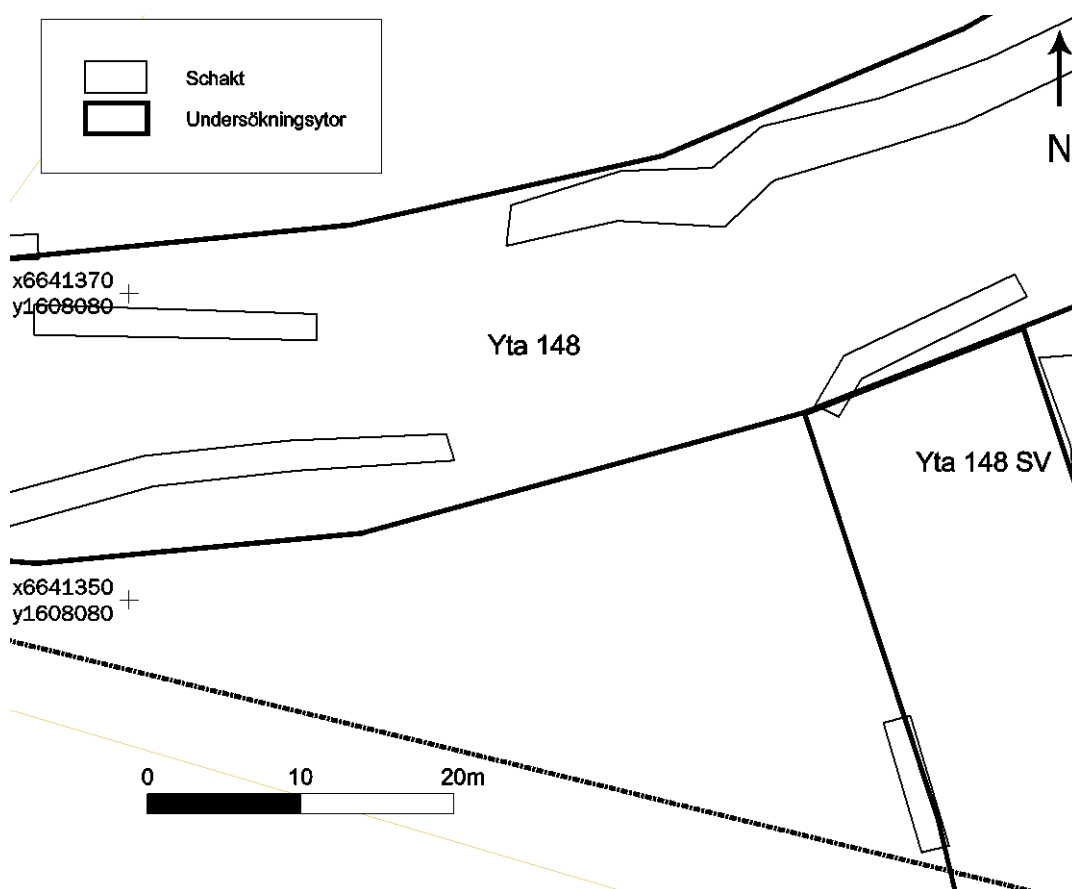 Schakt
Undersökningsytor
N
x6641370
y1608080
Yta 148
Yta 148 SV
x6641350
y1608080
0 10 20m